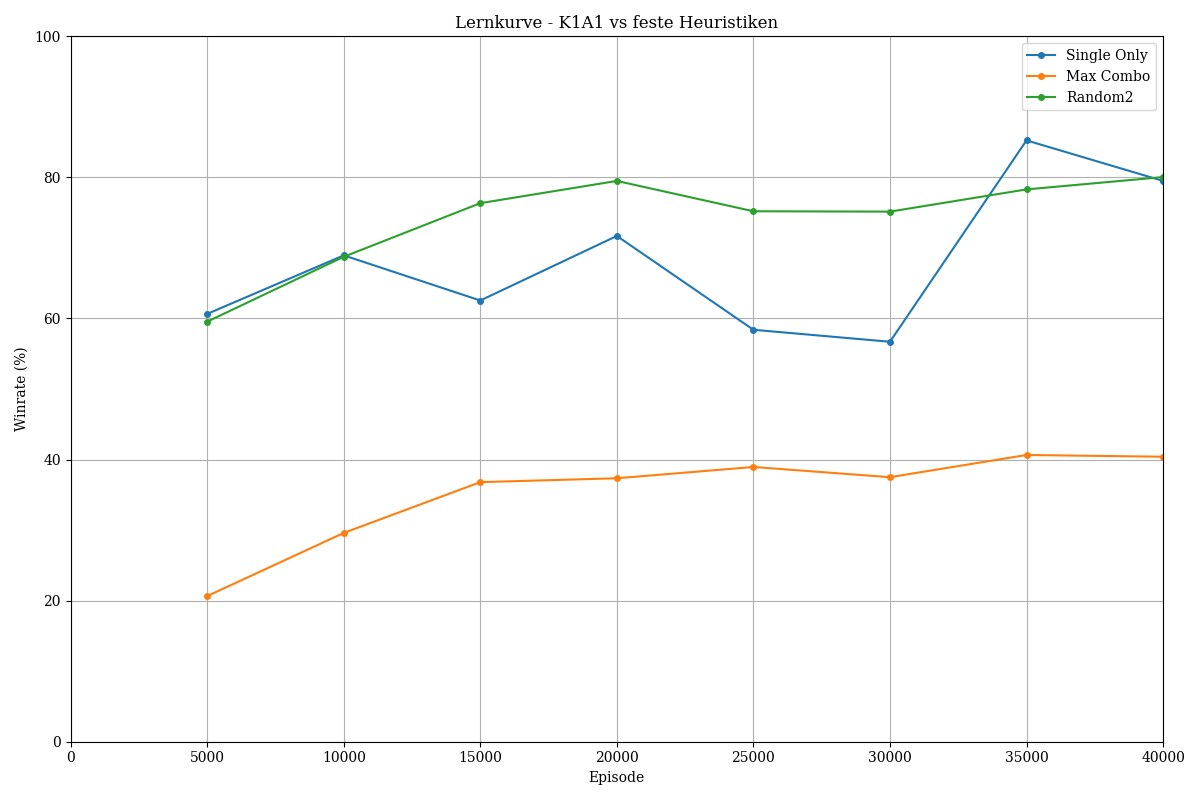 Lernkurve - K1A1 vs feste Heuristiken
100
80
60
40
20
0
Winrate (%)
Single Only
Max Combo
Random2
0 5000 10000 15000 20000 25000 30000 35000 40000
Episode